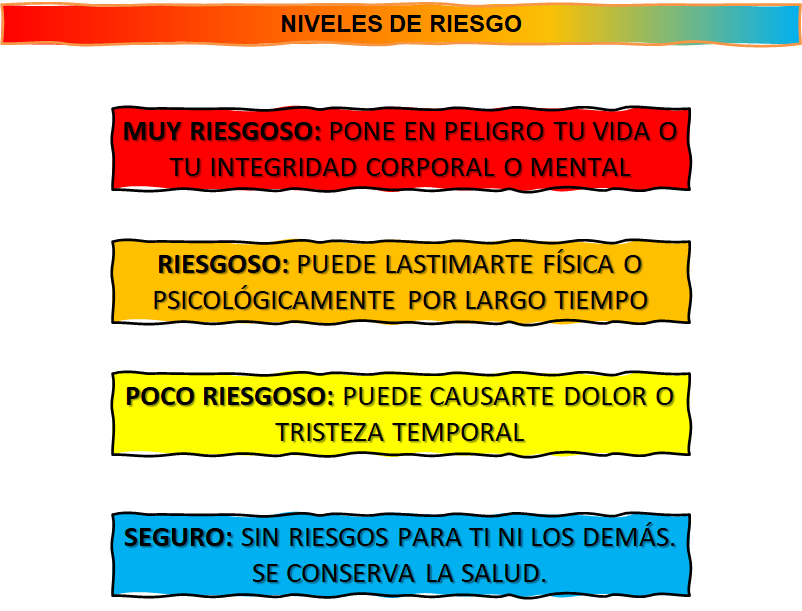 NIVELES DE RIESGO
MUY RIESGOSO: PONE EN PELIGRO TU VIDA O
TU INTEGRIDAD CORPORAL O MENTAL
RIESGOSO: PUEDE LASTIMARTE FÍSICA O
PSICOLÓGICAMENTE POR LARGO TIEMPO
POCO RIESGOSO: PUEDE CAUSARTE DOLOR O
TRISTEZA TEMPORAL
SEGURO: SIN RIESGOS PARA TI NI LOS DEMÁS.
SE CONSERVA LA SALUD.